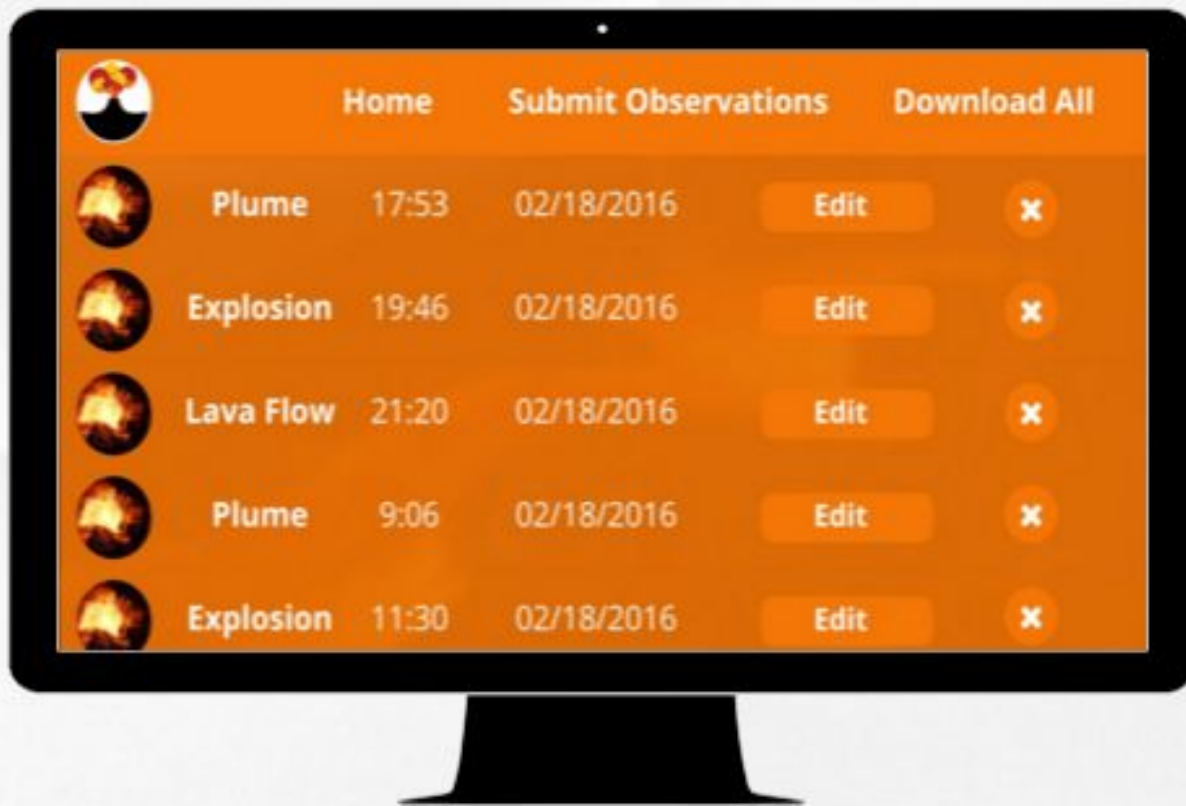 Home Submit Observations Download All
Plume 17:53 02/18/2016 Edit
Explosion 19:46 02/18/2016 Edit
Lava Flow 21:20 02/18/2016 Edit
Plume 9:06 02/18/2016 Edit
Explosion 11:30 02/18/2016 Edit